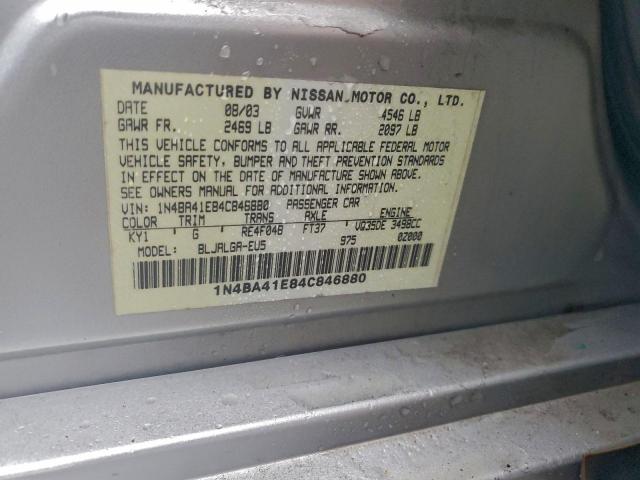 MANUFACTURED BY NISSAN MOTOR CO., LTD.
DATE 08/03 GVWR 4546 LB
GAWR FR. 2469 LB GAWR RR. 2097 LB
THIS VEHICLE CONFORMS TO ALL APPLICABLE FEDERAL MOTOR
VEHICLE SAFETY, BUMPER AND THEFT PREVENTION STANDARDS
IN EFFECT ON THE DATE OF MANUFACTURE SHOWN ABOVE.
SEE OWNERS MANUAL FOR ADDITIONAL INFORMATION.
VIN: 1N4BA41E84C846880 PASSENGER CAR
COLOR TRIM TRANS AXLE ENGINE
KY1 G RE4F04B FT37 VQ35DE 3498CC
MODEL: BLJALGA-EU5 975 02000
1N4BA41E84C846880